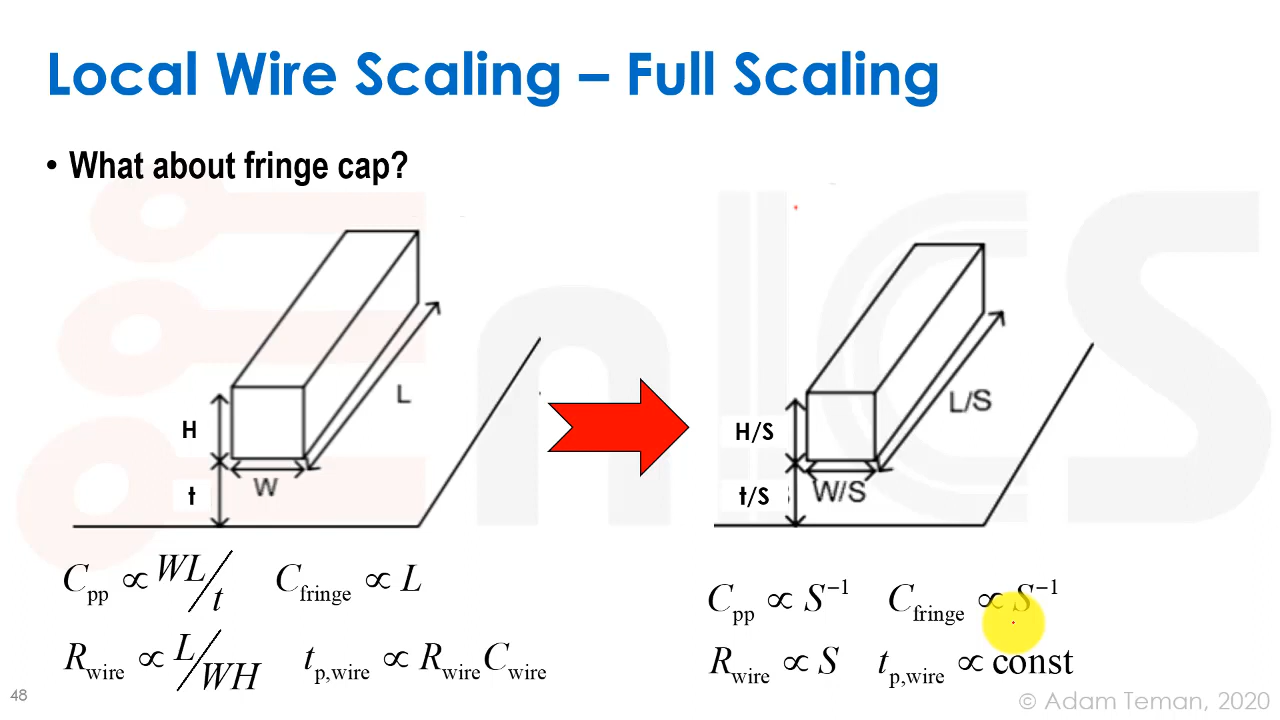 Local Wire Scaling – Full Scaling
• What about fringe cap?
L
H
W
t
L/S
H/S
W/S
t/S
C_pp ∝ WL/t C_fringe ∝ L
R_wire ∝ L/WH t_p,wire ∝ R_wire C_wire
C_pp ∝ S^−1 C_fringe ∝ S^−1
R_wire ∝ S t_p,wire ∝ const
48
© Adam Teman, 2020
enICS